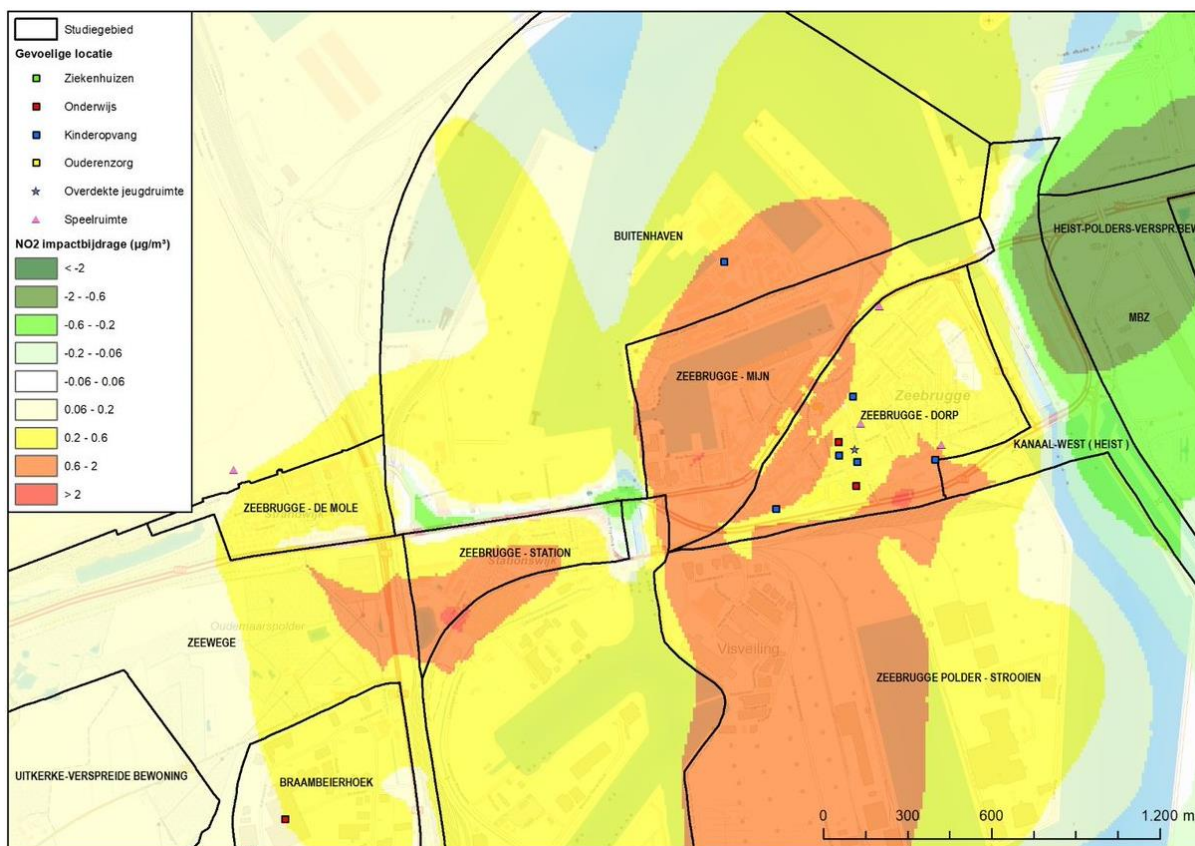 Studiegebied
Gevoelige locatie
Ziekenhuizen
Onderwijs
Kinderopvang
Ouderenzorg
Overdekte jeugdruimte
Speelruimte
NO2 impactbijdrage (µg/m³)
< -2
-2 - -0.6
-0.6 - -0.2
-0.2 - -0.06
-0.06 - 0.06
0.06 - 0.2
0.2 - 0.6
0.6 - 2
> 2
BUITENHAVEN
HEIST-POLDERS-VERSPR.BEW
MBZ
ZEEBRUGGE - MIJN
Zeebrugge
ZEEBRUGGE - DORP
KANAAL-WEST ( HEIST )
ZEEBRUGGE - DE MOLE
Strandwijk
ZEEBRUGGE - STATION
Stationswijk
Oudemaarspolder
ZEEWEGE
Visveiling
ZEEBRUGGE POLDER - STROOIEN
UITKERKE-VERSPREIDE BEWONING
BRAAMBEIERHOEK
0 300 600 1.200 m